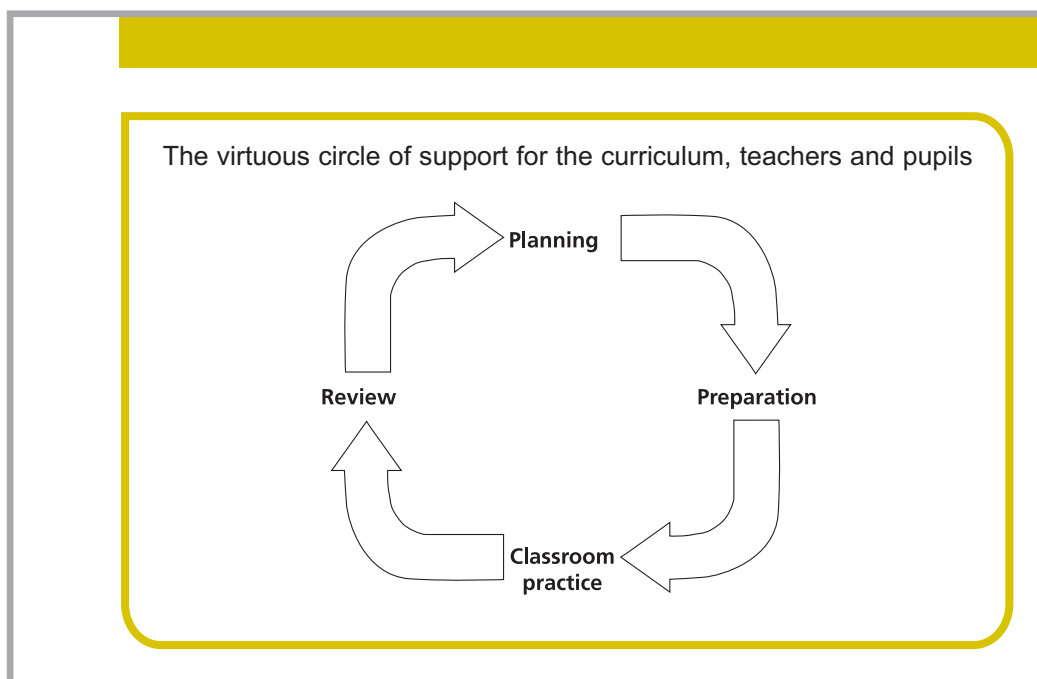 The virtuous circle of support for the curriculum, teachers and pupils
Planning
Review
Preparation
Classroom
practice